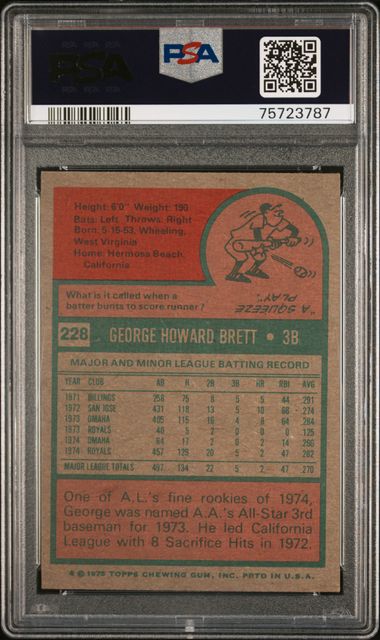 PSA
PSA
75723787
Height: 6'0" Weight: 190
Bats: Left Throws: Right
Born: 5-15-53, Wheeling,
West Virginia
Home: Hermosa Beach,
California
What is it called when a
batter bunts to score runner?
"A SQUEEZE
PLAY"
228 GEORGE HOWARD BRETT • 3B
MAJOR AND MINOR LEAGUE BATTING RECORD
YEAR CLUB AB H 2B 3B HR RBI AVG
1971 BILLINGS 258 75 8 5 5 44 .291
1972 SAN JOSE 431 118 13 5 10 68 .274
1973 OMAHA 405 115 16 4 8 64 .284
1973 ROYALS 40 5 2 0 0 0 .125
1974 OMAHA 64 17 2 0 2 14 .266
1974 ROYALS 457 129 20 5 2 47 .282
MAJOR LEAGUE TOTALS 497 134 22 5 2 47 .270
One of A.L.'s fine rookies of 1974,
George was named A.A.'s All-Star 3rd
baseman for 1973. He led California
League with 8 Sacrifice Hits in 1972.
4 © 1975 TOPPS CHEWING GUM, INC. PRTD IN U.S.A.